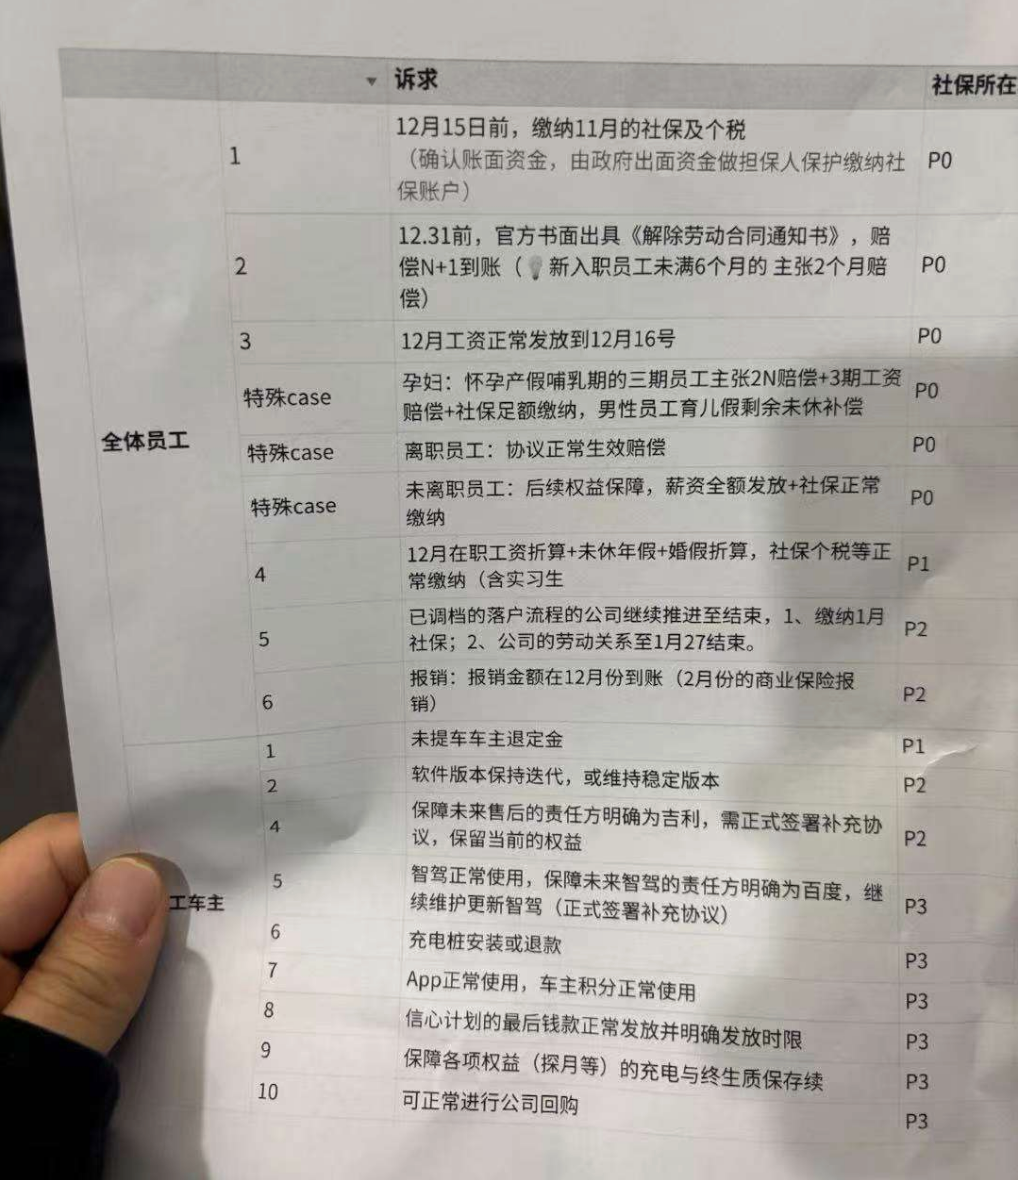 诉求 社保所在
全体员工
1 12月15日前，缴纳11月的社保及个税 P0
（确认账面资金，由政府出面资金做担保人保护缴纳社
保账户）
2 12.31前，官方书面出具《解除劳动合同通知书》，赔 P0
偿N+1到账（💡新入职员工未满6个月的 主张2个月赔
偿）
3 12月工资正常发放到12月16号 P0
特殊case 孕妇：怀孕产假哺乳期的三期员工主张2N赔偿+3期工资 P0
赔偿+社保足额缴纳，男性员工育儿假剩余未休补偿
特殊case 离职员工：协议正常生效赔偿 P0
特殊case 未离职员工：后续权益保障，薪资全额发放+社保正常 P0
缴纳
4 12月在职工资折算+未休年假+婚假折算，社保个税等正 P1
常缴纳（含实习生
5 已调档的落户流程的公司继续推进至结束，1、缴纳1月 P2
社保；2、公司的劳动关系至1月27结束。
6 报销：报销金额在12月份到账（2月份的商业保险报 P2
销）
工车主
1 未提车车主退定金 P1
2 软件版本保持迭代，或维持稳定版本 P2
4 保障未来售后的责任方明确为吉利，需正式签署补充协 P2
议，保留当前的权益
5 智驾正常使用，保障未来智驾的责任方明确为百度，继 P3
续维护更新智驾（正式签署补充协议）
6 充电桩安装或退款 P3
7 App正常使用，车主积分正常使用 P3
8 信心计划的最后钱款正常发放并明确发放时限 P3
9 保障各项权益（探月等）的充电与终生质保存续 P3
10 可正常进行公司回购 P3